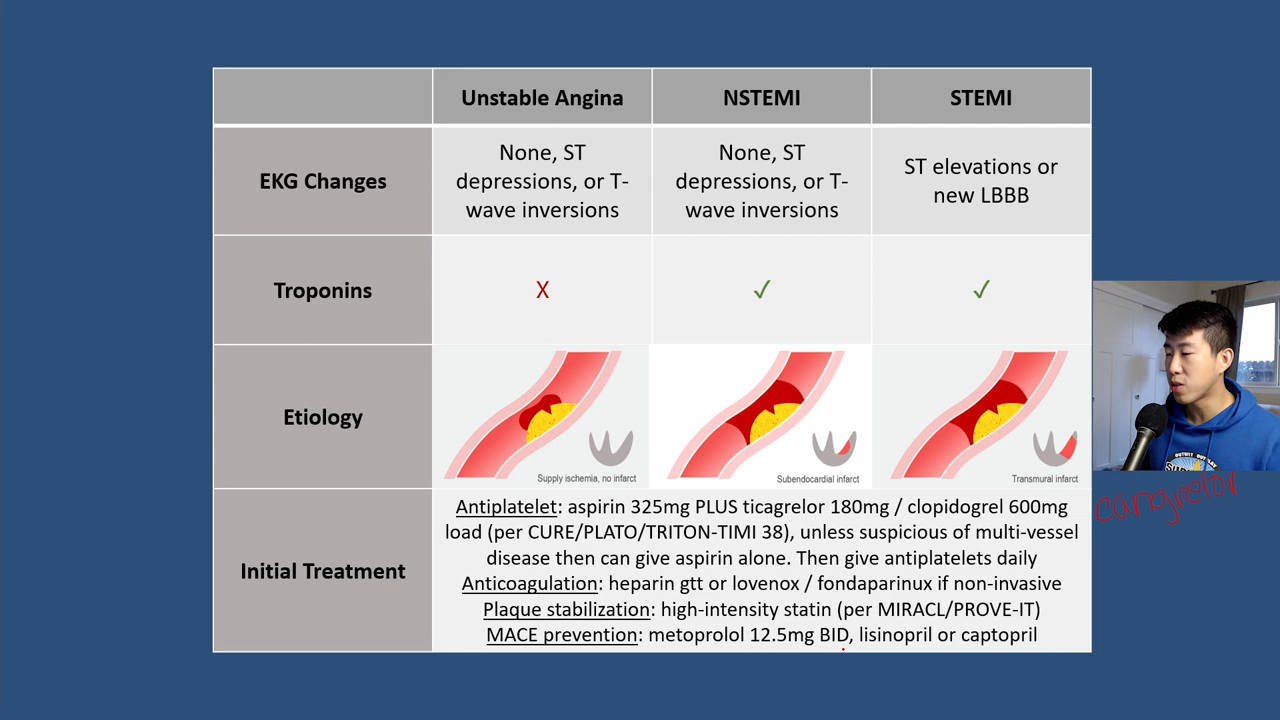 Unstable Angina
NSTEMI
STEMI
EKG Changes
None, ST
depressions, or T-
wave inversions
None, ST
depressions, or T-
wave inversions
ST elevations or
new LBBB
Troponins
X
✓
✓
Etiology
Supply ischemia, no infarct
Subendocardial infarct
Transmural infarct
cangrelor
Initial Treatment
Antiplatelet: aspirin 325mg PLUS ticagrelor 180mg / clopidogrel 600mg
load (per CURE/PLATO/TRITON-TIMI 38), unless suspicious of multi-vessel
disease then can give aspirin alone. Then give antiplatelets daily
Anticoagulation: heparin gtt or lovenox / fondaparinux if non-invasive
Plaque stabilization: high-intensity statin (per MIRACL/PROVE-IT)
MACE prevention: metoprolol 12.5mg BID, lisinopril or captopril